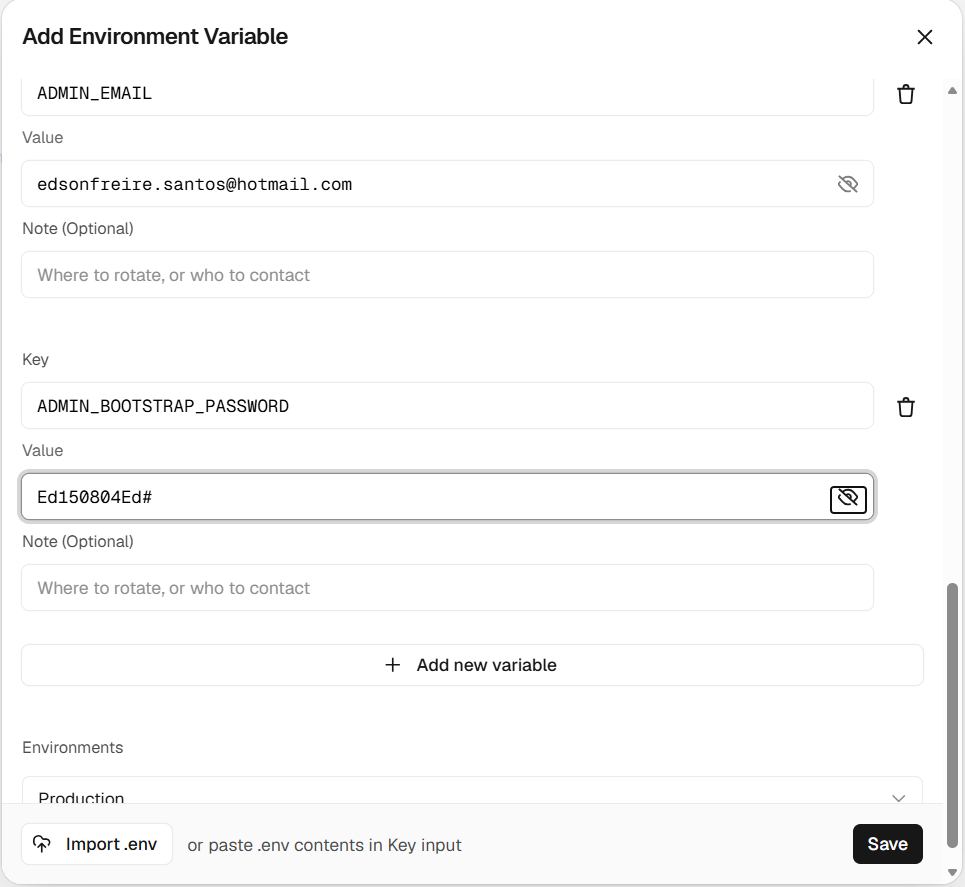 Add Environment Variable
ADMIN_EMAIL
Value
edsonfreire.santos@hotmail.com
Note (Optional)
Where to rotate, or who to contact
Key
ADMIN_BOOTSTRAP_PASSWORD
Value
Ed150804Ed#
Note (Optional)
Where to rotate, or who to contact
Add new variable
Environments
Production
Import .env or paste .env contents in Key input Save